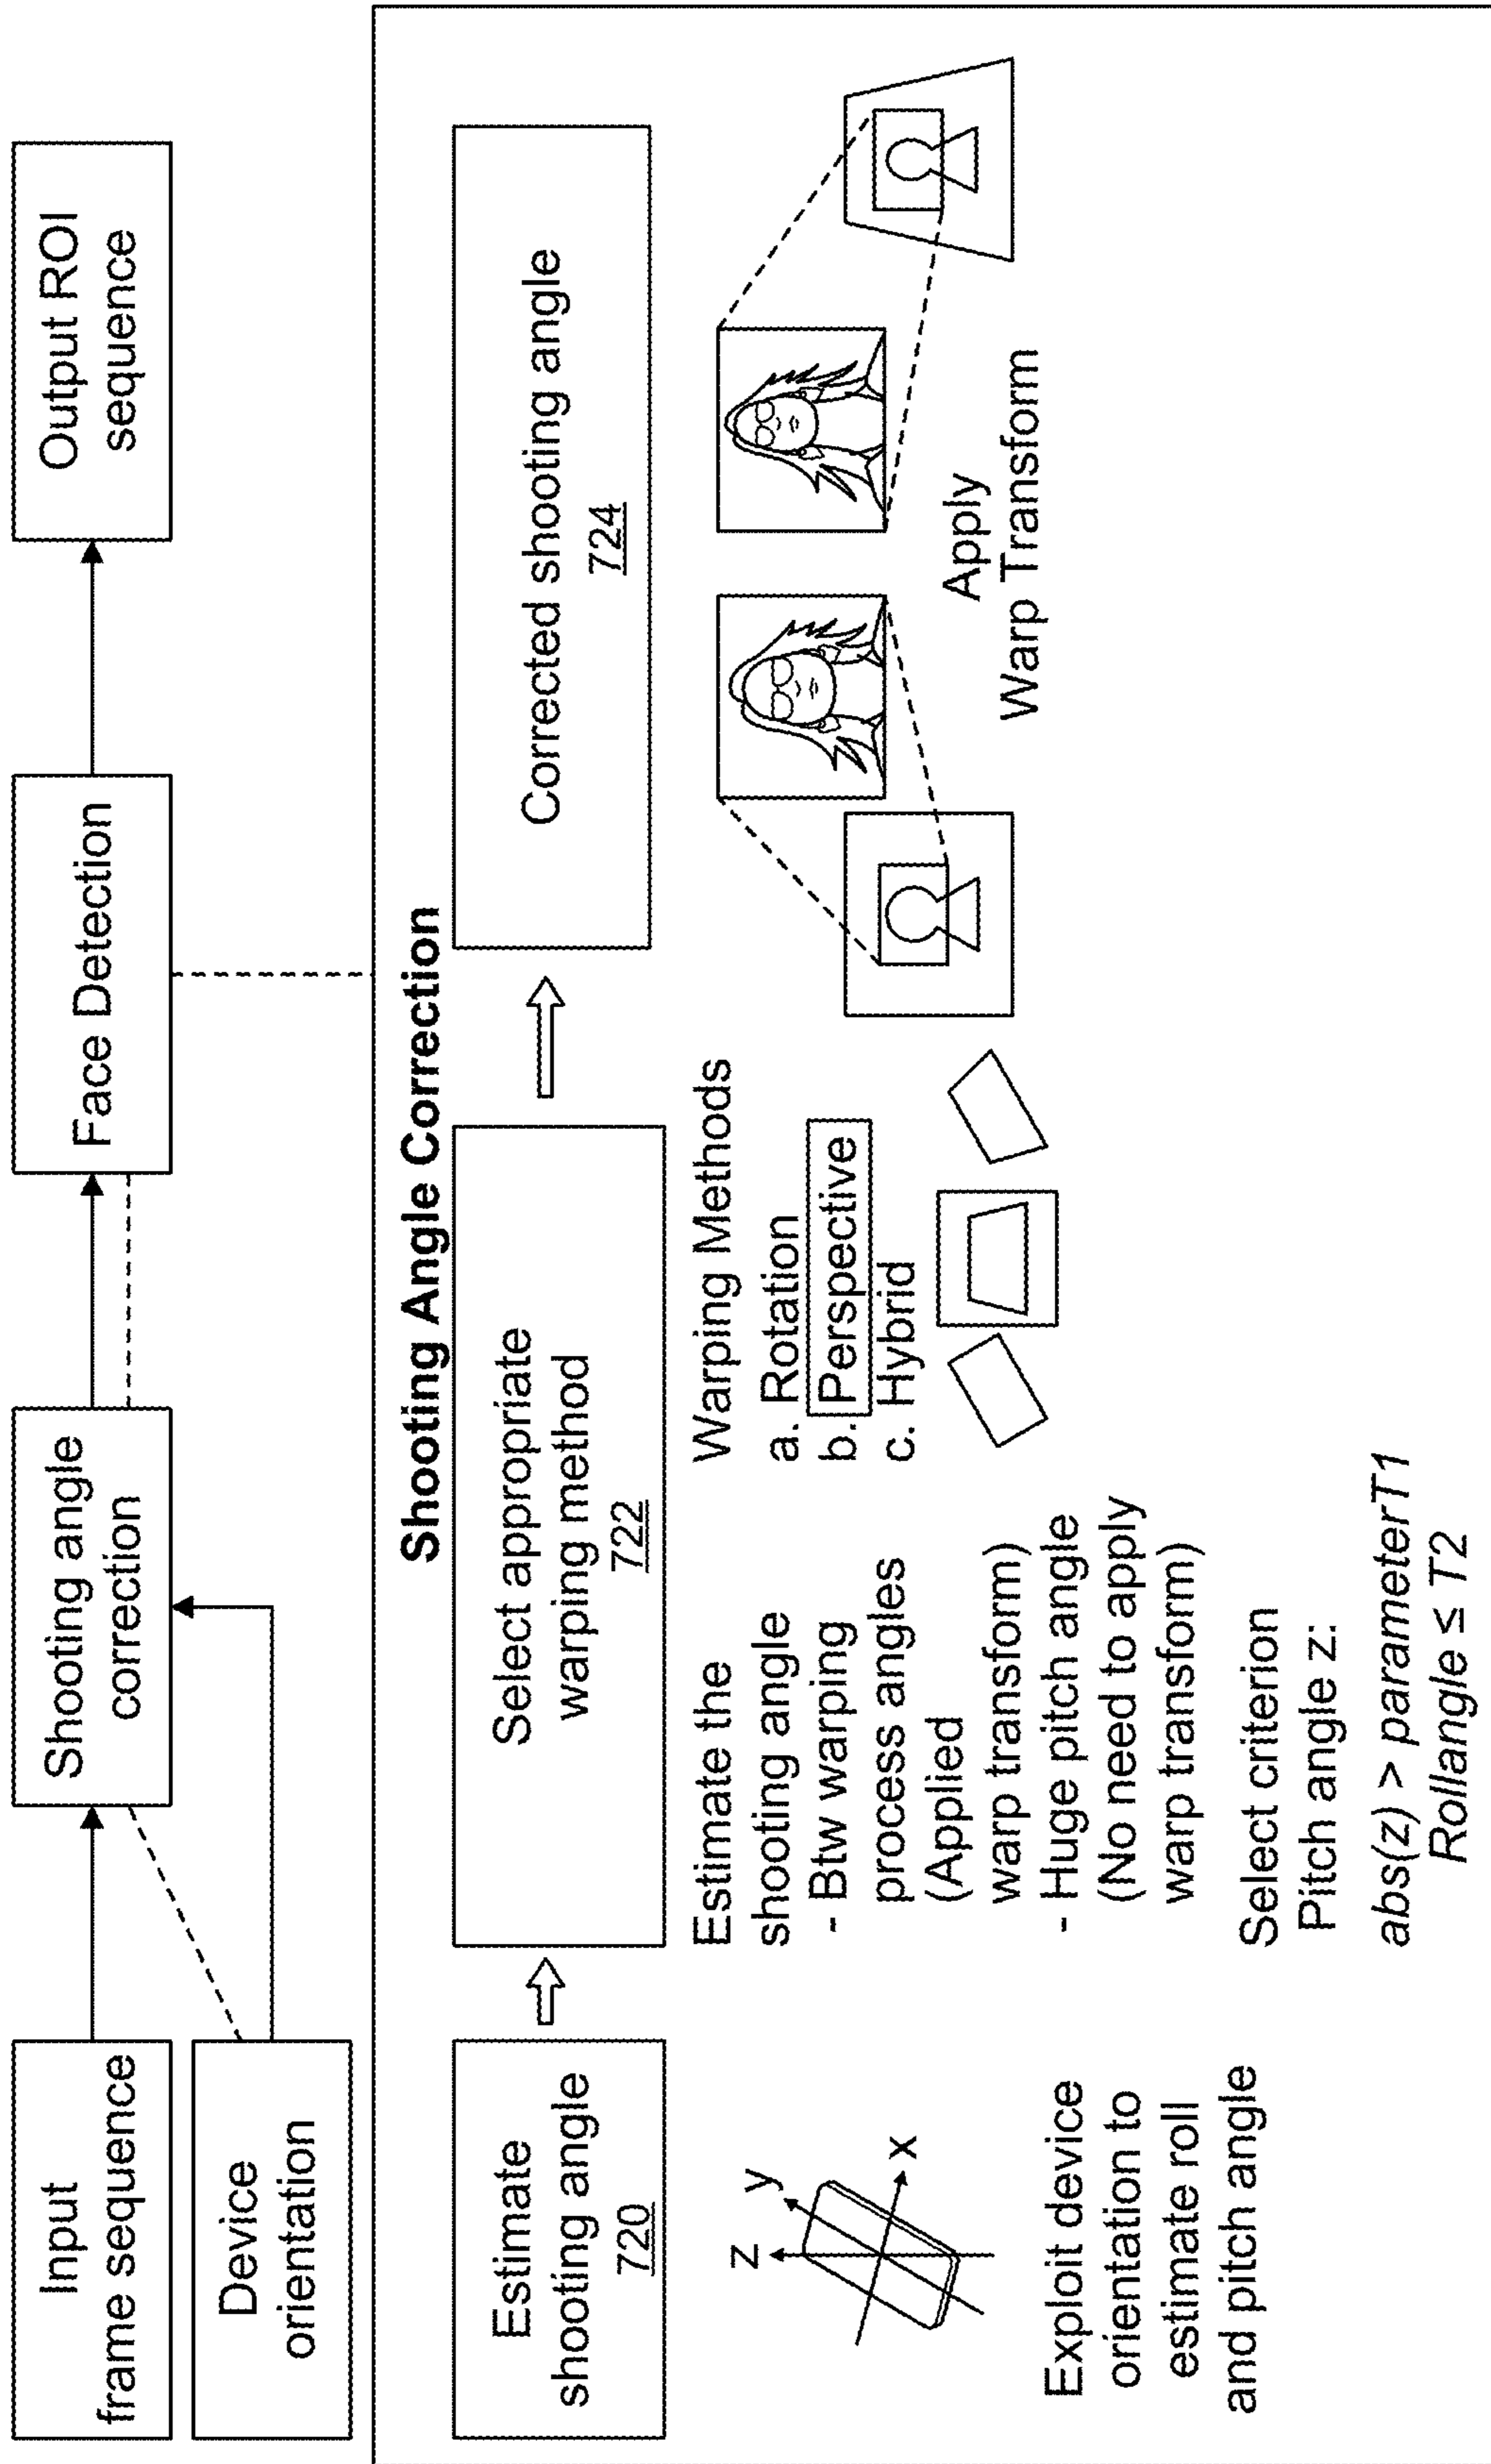 Input
frame sequence
Device
orientation
Shooting angle
correction
Face Detection
Output ROI
sequence
Shooting Angle Correction
Estimate
shooting angle
720
Select appropriate
warping method
722
Corrected shooting angle
724
z
y
x
Exploit device
orientation to
estimate roll
and pitch angle
Estimate the
shooting angle
- Btw warping
process angles
(Applied
warp transform)
- Huge pitch angle
(No need to apply
warp transform)
Select criterion
Pitch angle z:
abs(z) > parameterT1
Rollangle ≤ T2
Warping Methods
a. Rotation
b. Perspective
c. Hybrid
Apply
Warp Transform